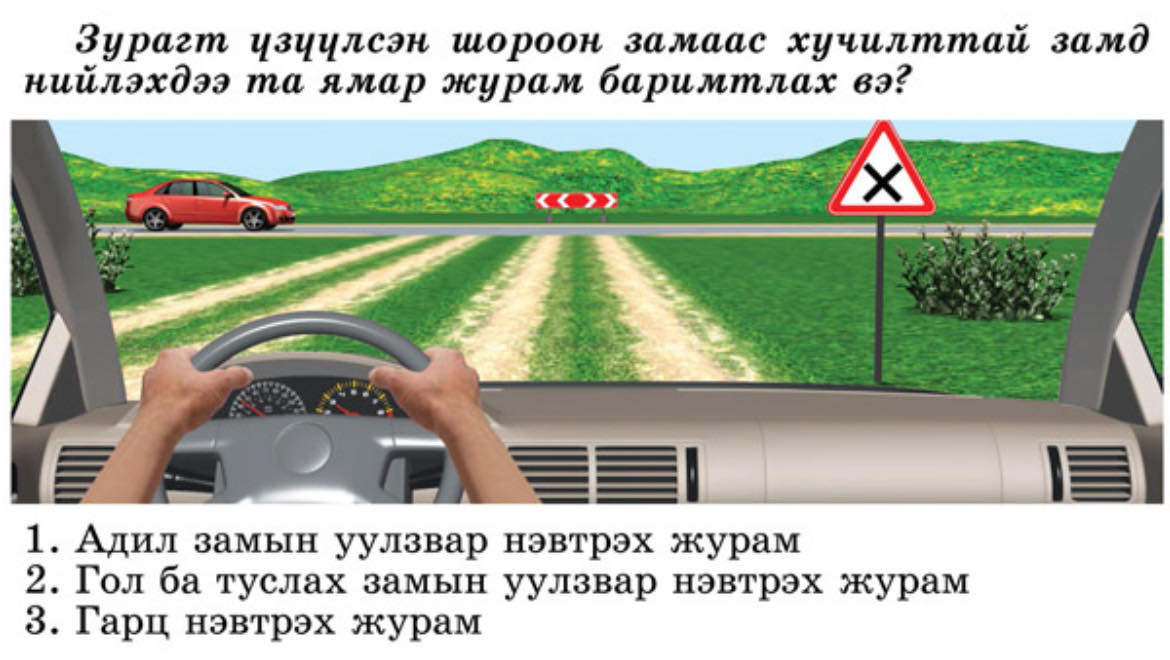 Зурагт үзүүлсэн шороон замаас хучилттай замд
нийлэхдээ та ямар журам баримтлах вэ?
1. Адил замын уулзвар нэвтрэх журам
2. Гол ба туслах замын уулзвар нэвтрэх журам
3. Гарц нэвтрэх журам